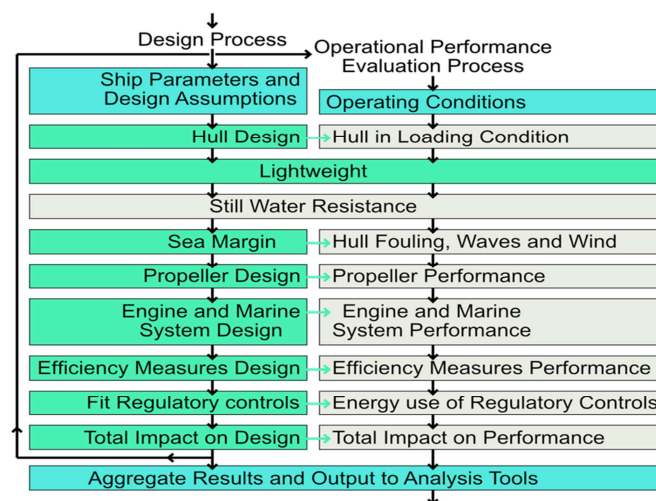 Design Process
Operational Performance
Evaluation Process
Ship Parameters and
Design Assumptions
Operating Conditions
Hull Design
Hull in Loading Condition
Lightweight
Still Water Resistance
Sea Margin
Hull Fouling, Waves and Wind
Propeller Design
Propeller Performance
Engine and Marine
System Design
Engine and Marine
System Performance
Efficiency Measures Design
Efficiency Measures Performance
Fit Regulatory controls
Energy use of Regulatory Controls
Total Impact on Design
Total Impact on Performance
Aggregate Results and Output to Analysis Tools